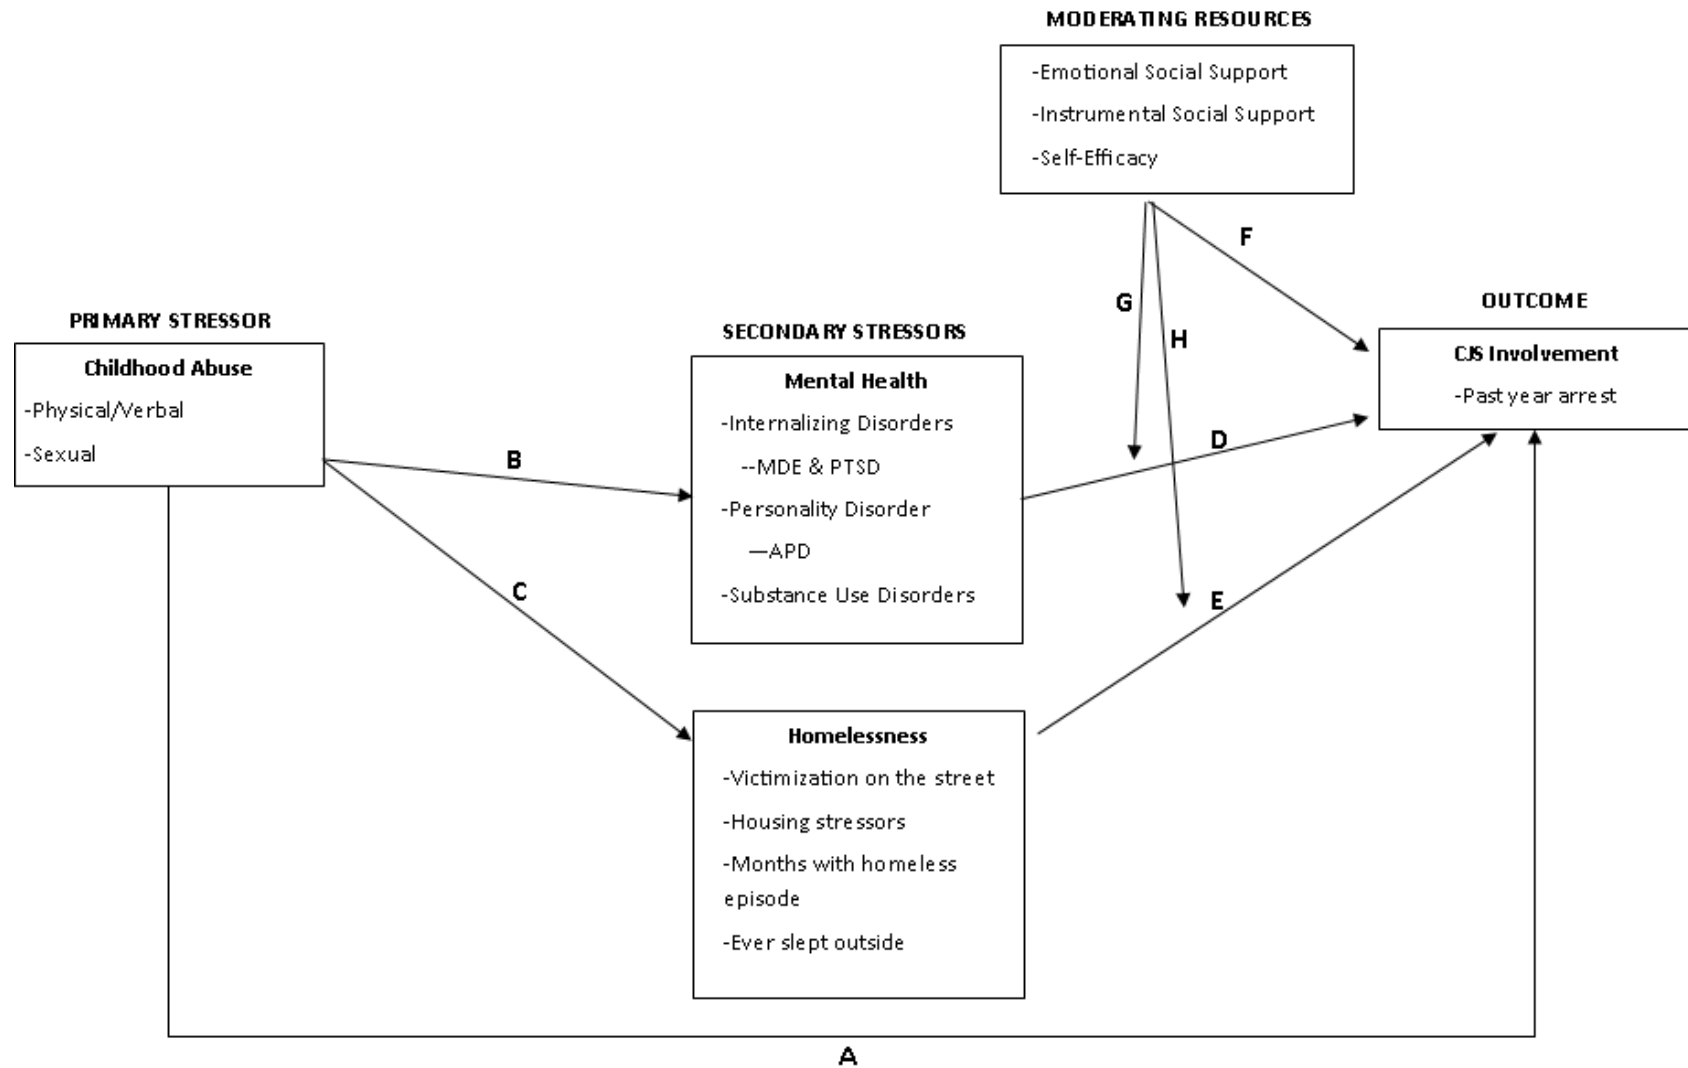 MODERATING RESOURCES
-Emotional Social Support
-Instrumental Social Support
-Self-Efficacy
F
G
H
OUTCOME
CJS Involvement
-Past year arrest
PRIMARY STRESSOR
Childhood Abuse
-Physical/Verbal
-Sexual
B
C
SECONDARY STRESSORS
Mental Health
-Internalizing Disorders
--MDE & PTSD
-Personality Disorder
—APD
-Substance Use Disorders
D
E
Homelessness
-Victimization on the street
-Housing stressors
-Months with homeless
episode
-Ever slept outside
A